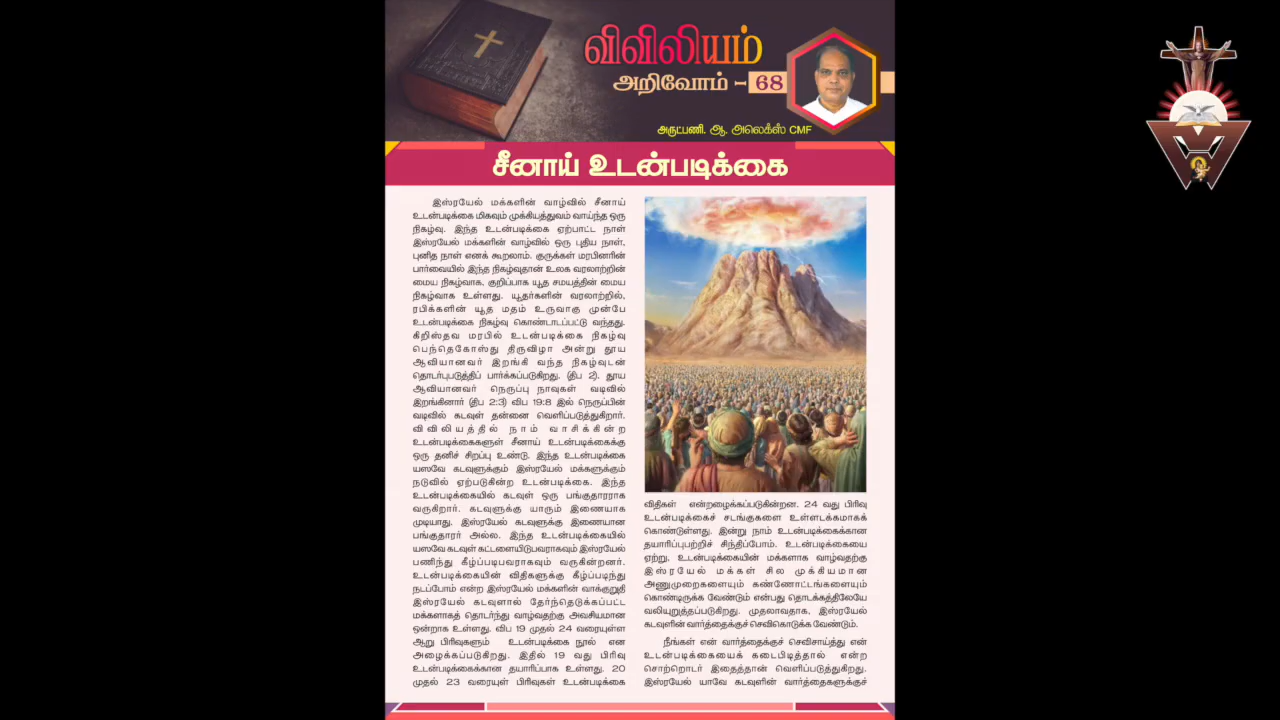 விவிலியம்
அறிவோம் - 68
அருட்பணி. ஆ. அலெக்ஸ் CMF
சீனாய் உடன்படிக்கை
இஸ்ரயேல் மக்களின் வாழ்வில் சீனாய்
உடன்படிக்கை மிகவும் முக்கியத்துவம் வாய்ந்த ஒரு
நிகழ்வு. இந்த உடன்படிக்கை ஏற்பாட்ட நாள்
இஸ்ரயேல் மக்களின் வாழ்வில் ஒரு புதிய நாள்,
புனித நாள் எனக் கூறலாம். குருக்கள் மரபினரின்
பார்வையில் இந்த நிகழ்வுதான் உலக வரலாற்றின்
மைய நிகழ்வாக, குறிப்பாக யூத சமயத்தின் மைய
நிகழ்வாக உள்ளது. யூதர்களின் வரலாற்றில்,
ரபிக்களின் யூத மதம் உருவாகு முன்பே
உடன்படிக்கை நிகழ்வு கொண்டாடப்பட்டு வந்தது.
கிறிஸ்தவ மரபில் உடன்படிக்கை நிகழ்வு
பெந்தெகோஸ்து திருவிழா அன்று தூய
ஆவியானவர் இறங்கி வந்த நிகழ்வுடன்
தொடர்புபடுத்திப் பார்க்கப்படுகிறது. (திப 2). தூய
ஆவியானவர் நெருப்பு நாவுகள் வடிவில்
இறங்கினார் (திப 2:3) விப 19:8 இல் நெருப்பின்
வடிவில் கடவுள் தன்னை வெளிப்படுத்துகிறார்.
விவிலியத்தில் நாம் வாசிக்கின்ற
உடன்படிக்கைகளுள் சீனாய் உடன்படிக்கைக்கு
ஒரு தனிச் சிறப்பு உண்டு. இந்த உடன்படிக்கை
யஸவே கடவுளுக்கும் இஸ்ரயேல் மக்களுக்கும்
நடுவில் ஏற்படுகின்ற உடன்படிக்கை. இந்த
உடன்படிக்கையில் கடவுள் ஒரு பங்குதாரராக
வருகிறார். கடவுளுக்கு யாரும் இணையாக
முடியாது. இஸ்ரயேல் கடவுளுக்கு இணையான
பங்குதாரர் அல்ல. இந்த உடன்படிக்கையில்
யஸவே கடவுள் கட்டளையிடுபவராகவும் இஸ்ரயேல்
பணிந்து கீழ்ப்படிபவராகவும் வருகின்றனர்.
உடன்படிக்கையின் விதிகளுக்கு கீழ்படிந்து
நடப்போம் என்ற இஸ்ரயேல் மக்களின் வாக்குறுதி
இஸ்ரயேல் கடவுளால் தேர்ந்தெடுக்கப்பட்ட
மக்களாகத் தொடர்ந்து வாழ்வதற்கு அவசியமான
ஒன்றாக உள்ளது. விப 19 முதல் 24 வரையுள்ள
ஆறு பிரிவுகளும் உடன்படிக்கை நூல் என
அழைக்கப்படுகிறது. இதில் 19 வது பிரிவு
உடன்படிக்கைக்கான தயாரிப்பாக உள்ளது. 20
முதல் 23 வரையுள் பிரிவுகள் உடன்படிக்கை
விதிகள் என்றழைக்கப்படுகின்றன. 24 வது பிரிவு
உடன்படிக்கைச் சடங்குகளை உள்ளடக்கமாகக்
கொண்டுள்ளது. இன்று நாம் உடன்படிக்கைக்கான
தயாரிப்புபற்றிச் சிந்திப்போம். உடன்படிக்கையை
ஏற்று, உடன்படிக்கையின் மக்களாக வாழ்வதற்கு
இஸ்ரயேல் மக்கள் சில முக்கியமான
அணுமுறைகளையும் கண்ணோட்டங்களையும்
கொண்டிருக்க வேண்டும் என்பது தொடக்கத்திலேயே
வலியுறுத்தப்படுகிறது. முதலாவதாக, இஸ்ரயேல்
கடவுளின் வார்த்தைக்குச் செவிகொடுக்க வேண்டும்.
நீங்கள் என் வார்த்தைக்குச் செவிசாய்த்து என்
உடன்படிக்கையைக் கடைபிடித்தால் என்ற
சொற்றொடர் இதைத்தான் வெளிப்படுத்துகிறது.
இஸ்ரயேல் யாவே கடவுளின் வார்த்தைகளுக்குச்